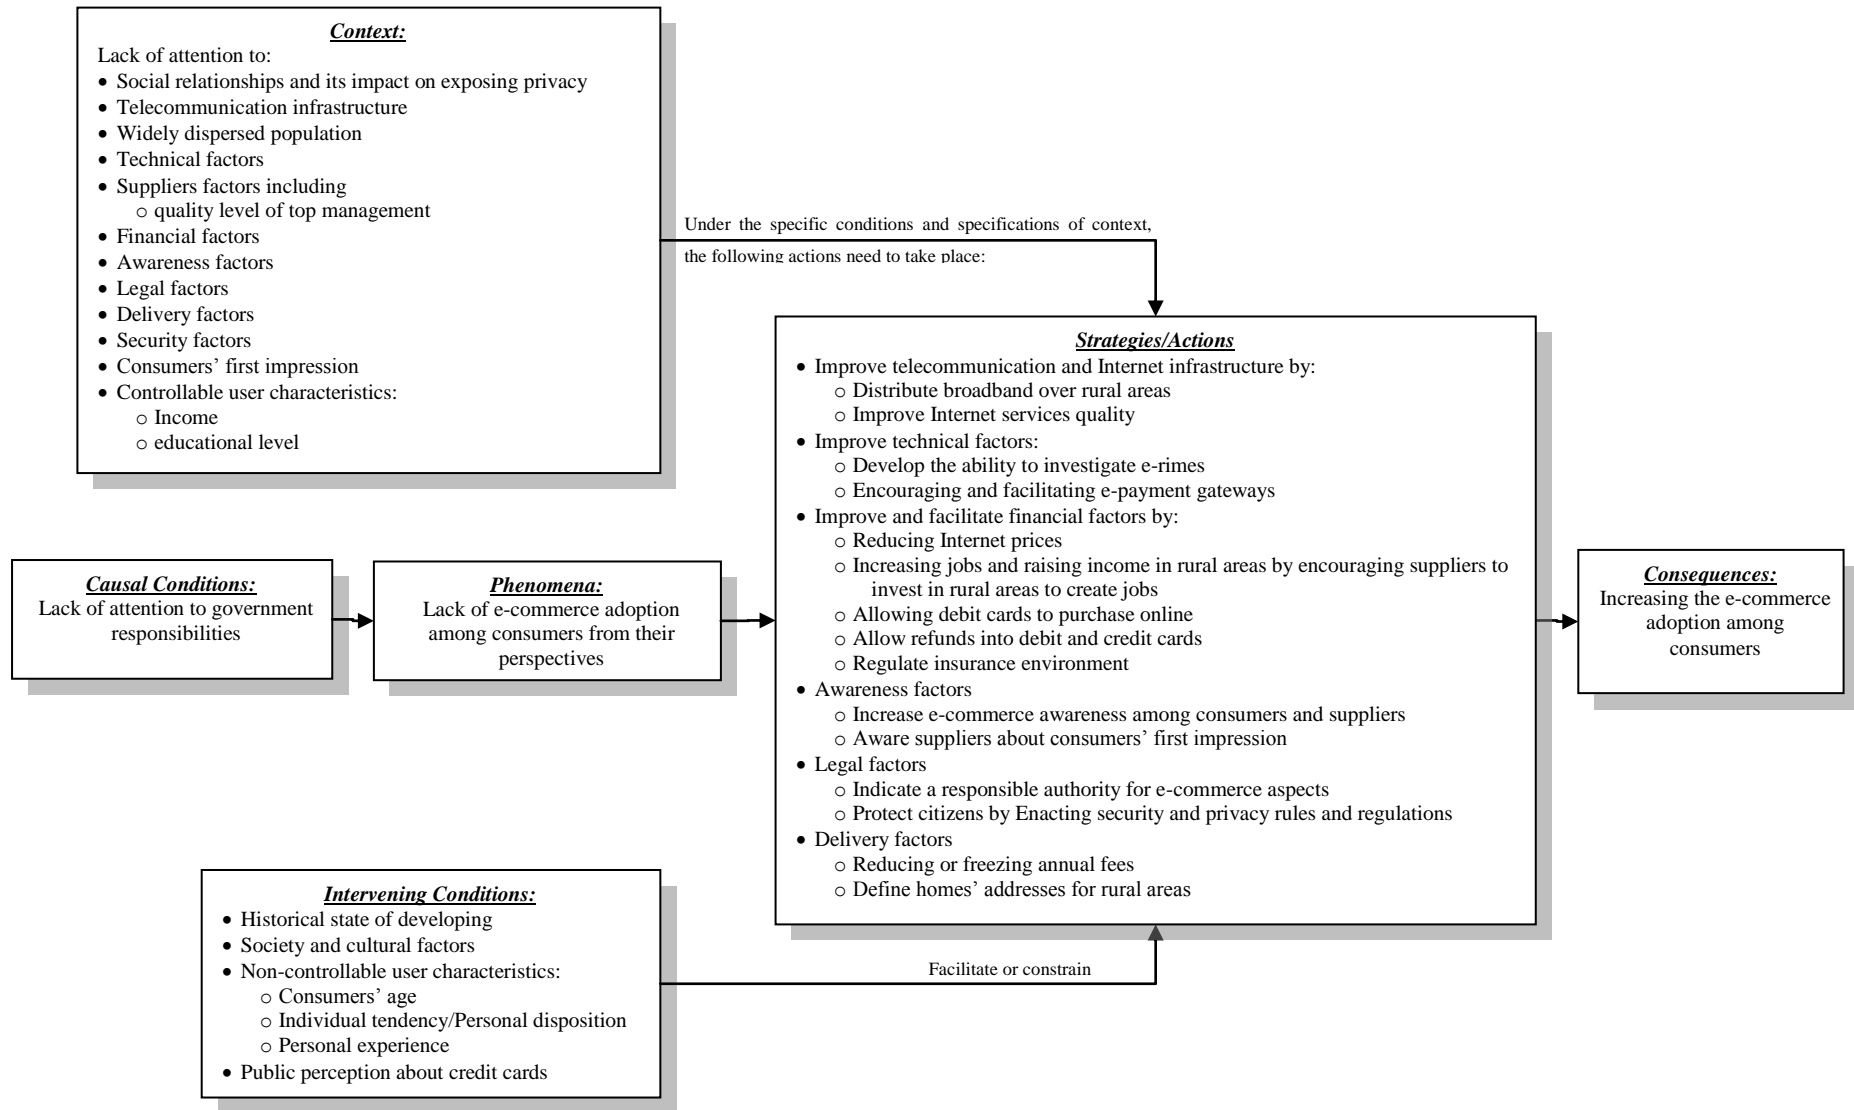 Context:
Lack of attention to:
• Social relationships and its impact on exposing privacy
• Telecommunication infrastructure
• Widely dispersed population
• Technical factors
• Suppliers factors including
o quality level of top management
• Financial factors
• Awareness factors
• Legal factors
• Delivery factors
• Security factors
• Consumers’ first impression
• Controllable user characteristics:
o Income
o educational level
Under the specific conditions and specifications of context,
the following actions need to take place:
Causal Conditions:
Lack of attention to government
responsibilities
Phenomena:
Lack of e-commerce adoption
among consumers from their
perspectives
Strategies/Actions
• Improve telecommunication and Internet infrastructure by:
o Distribute broadband over rural areas
o Improve Internet services quality
• Improve technical factors:
o Develop the ability to investigate e-rimes
o Encouraging and facilitating e-payment gateways
• Improve and facilitate financial factors by:
o Reducing Internet prices
o Increasing jobs and raising income in rural areas by encouraging suppliers to
invest in rural areas to create jobs
o Allowing debit cards to purchase online
o Allow refunds into debit and credit cards
o Regulate insurance environment
• Awareness factors
o Increase e-commerce awareness among consumers and suppliers
o Aware suppliers about consumers’ first impression
• Legal factors
o Indicate a responsible authority for e-commerce aspects
o Protect citizens by Enacting security and privacy rules and regulations
• Delivery factors
o Reducing or freezing annual fees
o Define homes’ addresses for rural areas
Consequences:
Increasing the e-commerce
adoption among
consumers
Intervening Conditions:
• Historical state of developing
• Society and cultural factors
• Non-controllable user characteristics:
o Consumers’ age
o Individual tendency/Personal disposition
o Personal experience
• Public perception about credit cards
Facilitate or constrain